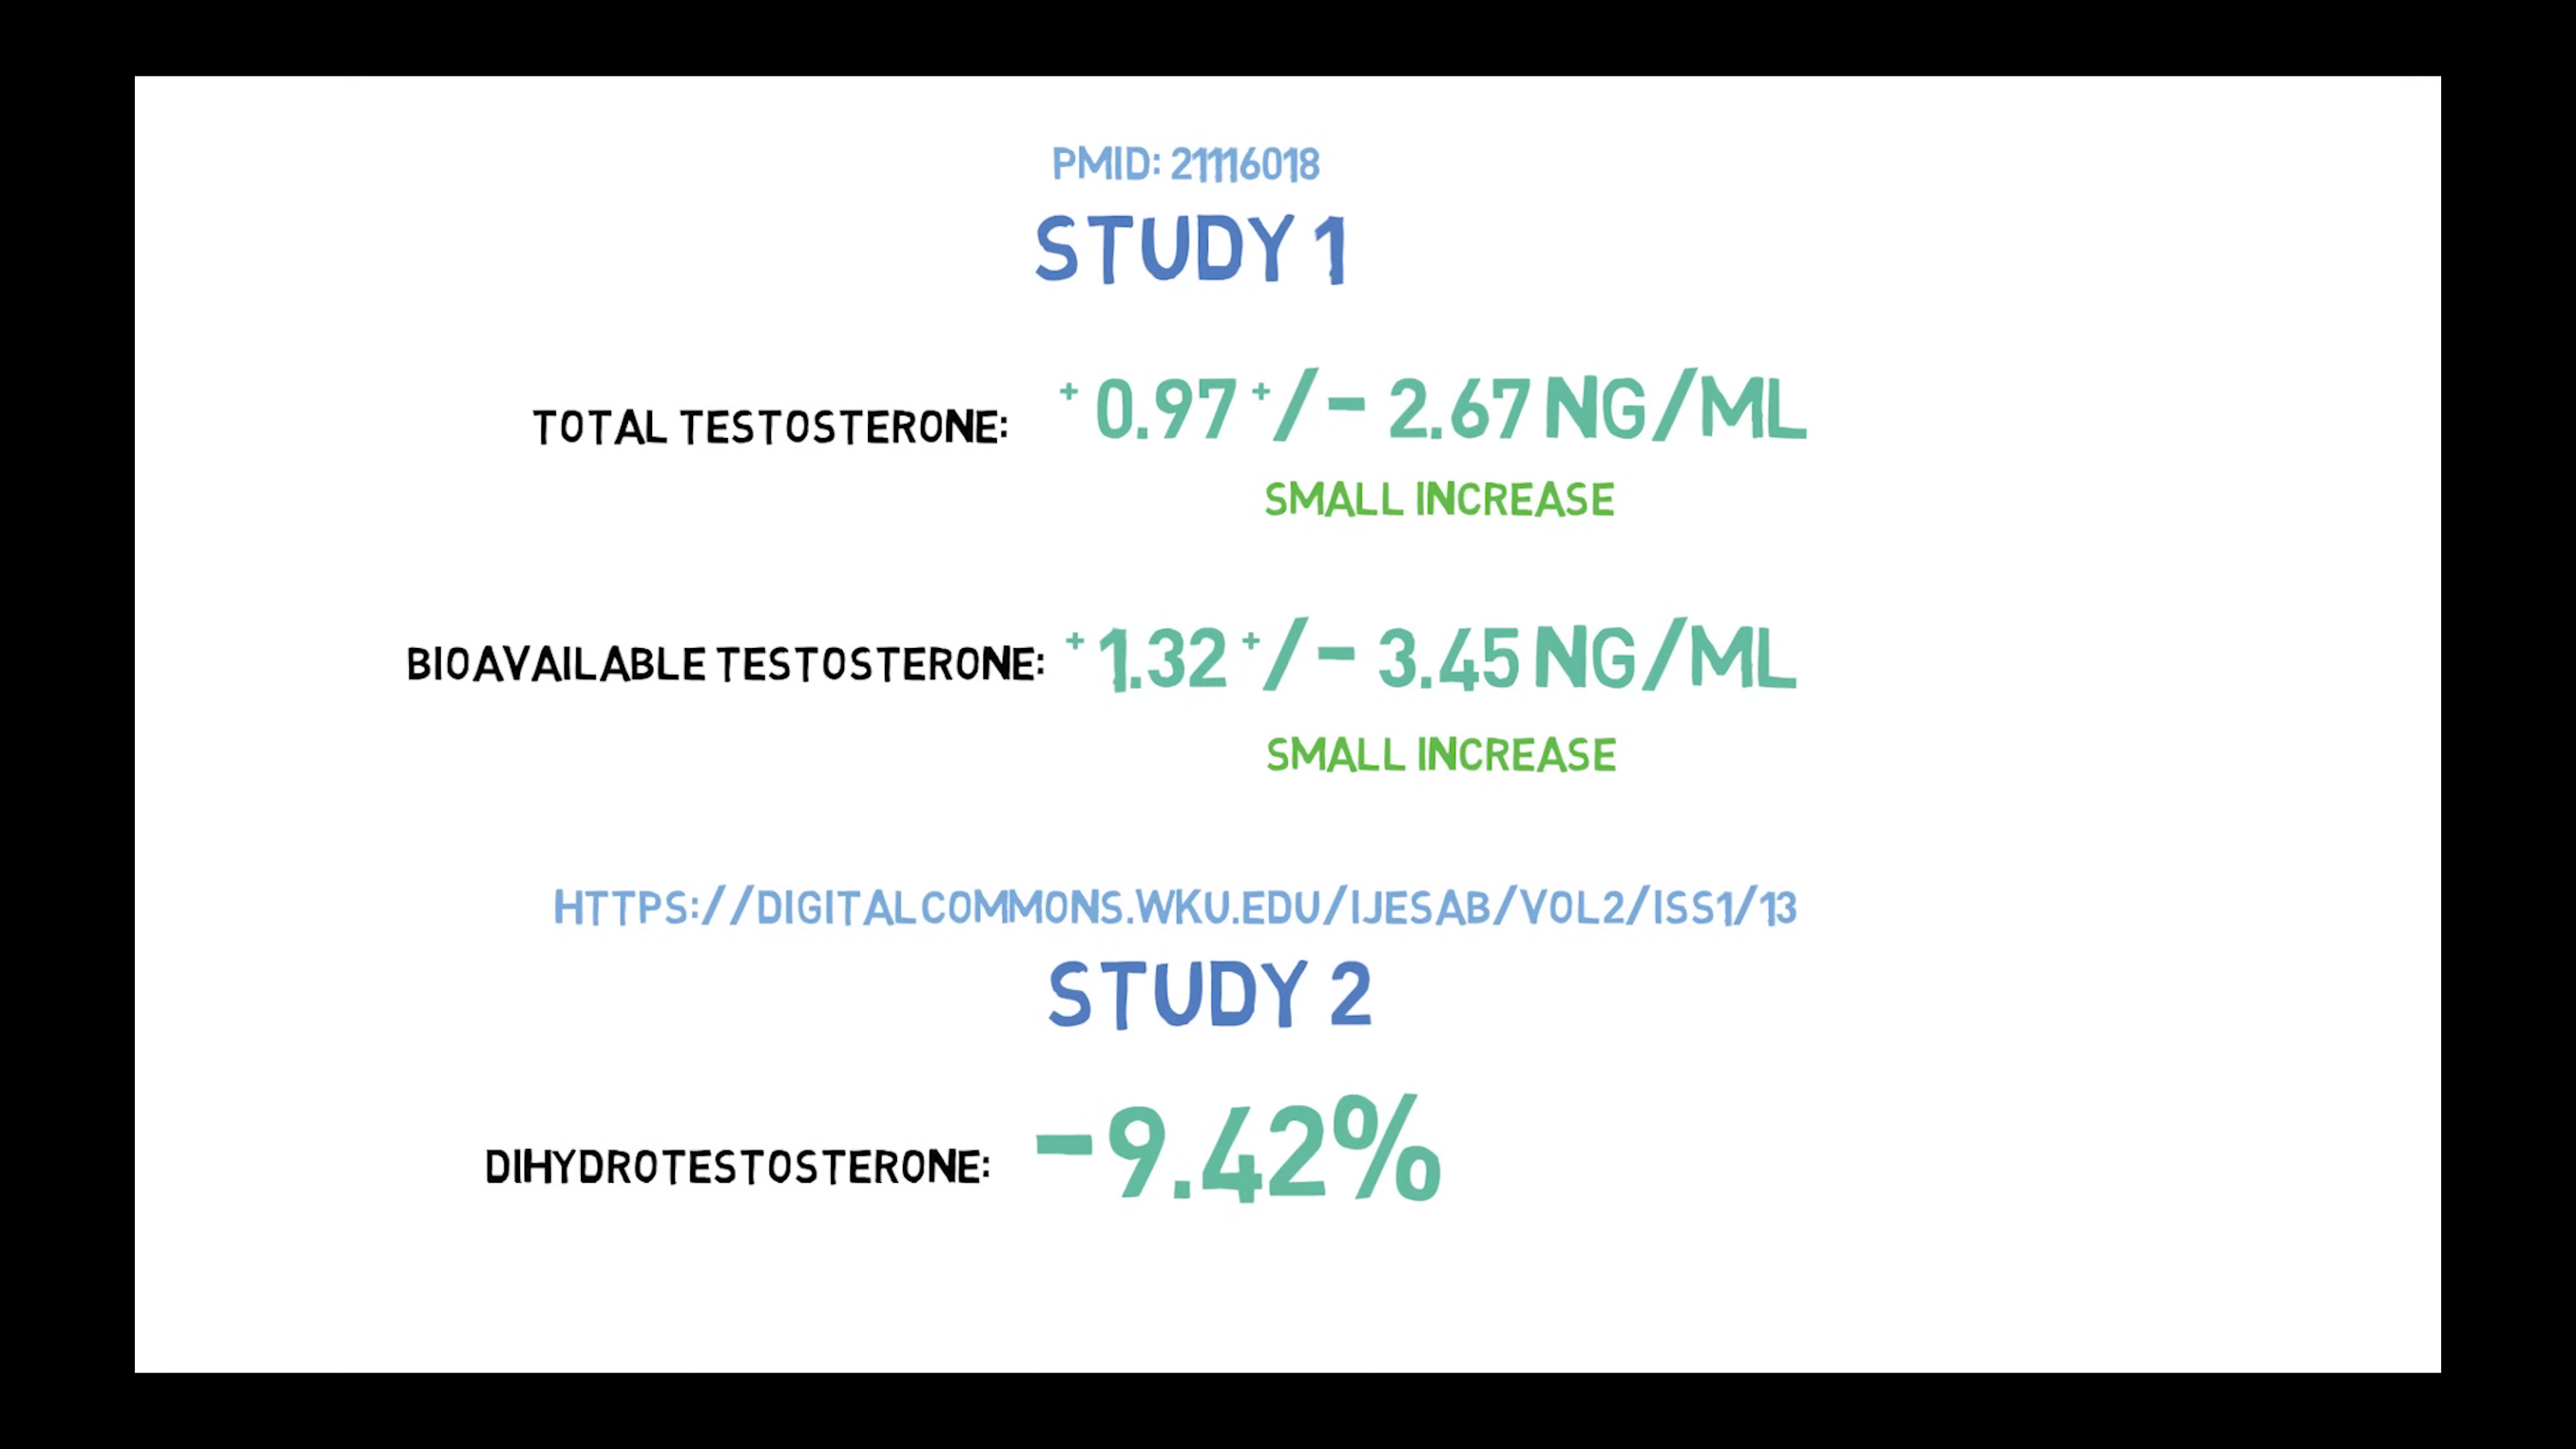 PMID: 21116018
STUDY 1
TOTAL TESTOSTERONE: + 0.97 +/- 2.67 NG/ML
SMALL INCREASE
BIOAVAILABLE TESTOSTERONE: + 1.32 +/- 3.45 NG/ML
SMALL INCREASE
HTTPS://DIGITALCOMMONS.WKU.EDU/IJESAB/VOL2/ISS1/13
STUDY 2
DIHYDROTESTOSTERONE: -9.42%